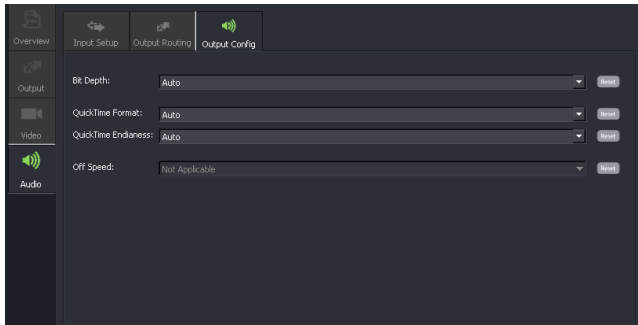 Overview
Output
Video
Audio
Input Setup
Output Routing
Output Config
Bit Depth: Auto Reset
QuickTime Format: Auto Reset
QuickTime Endianess: Auto Reset
Off Speed: Not Applicable Reset